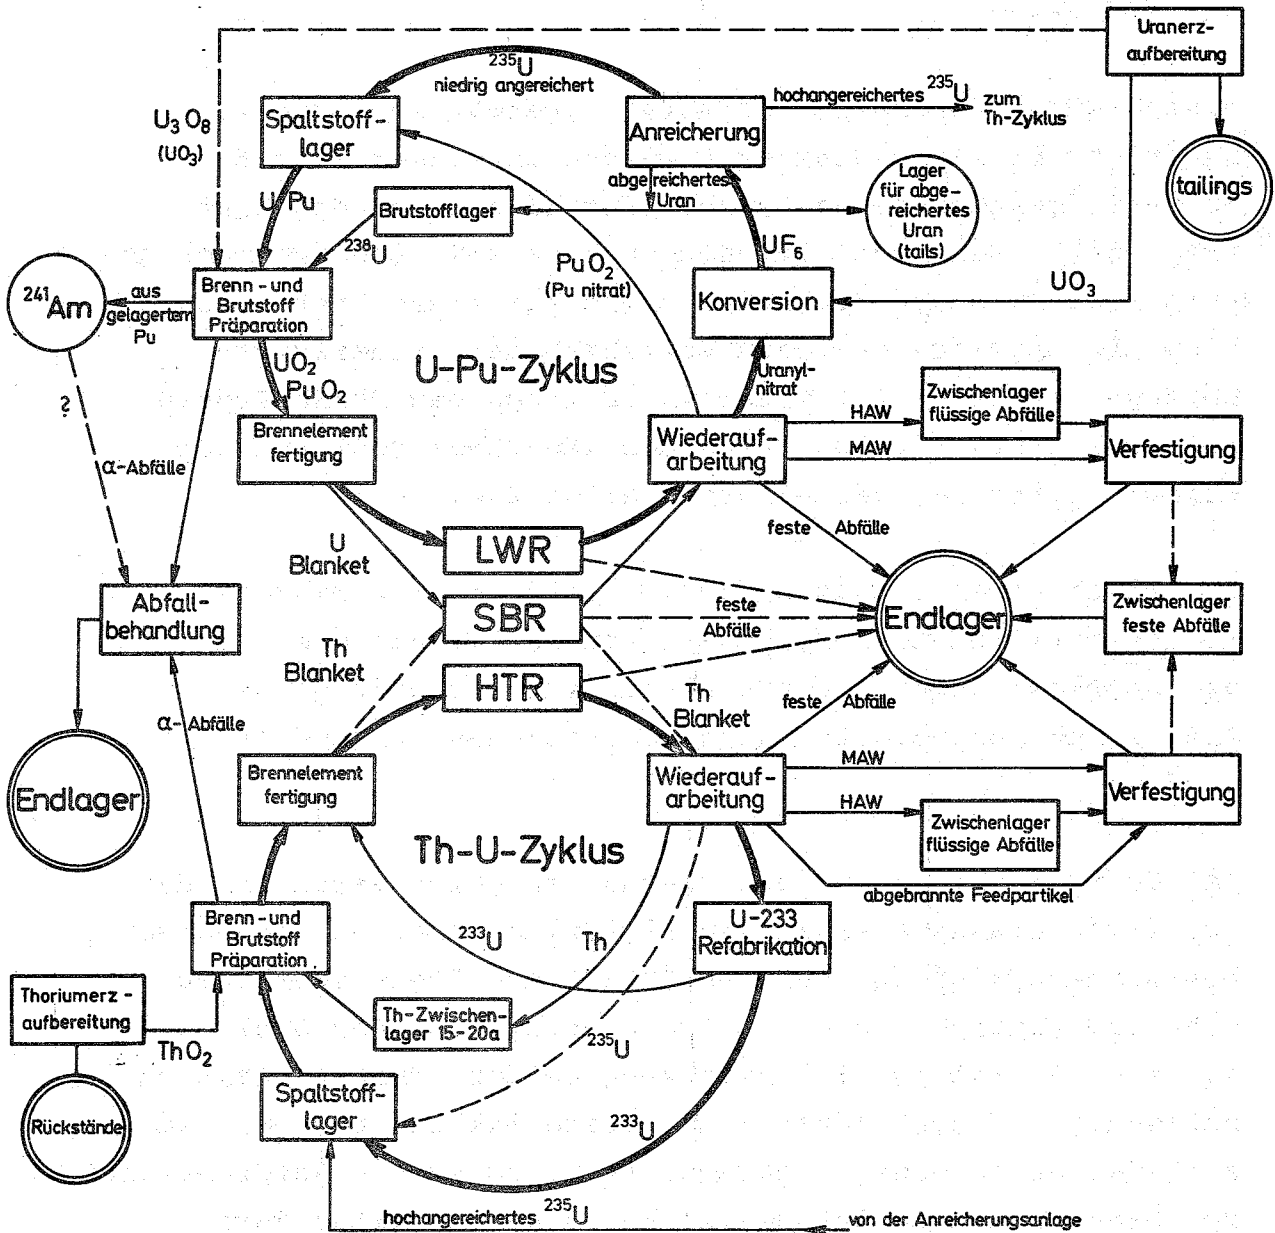 Uranerz-
aufbereitung
235U
niedrig angereichert
hochangereichertes 235U
zum
Th-Zyklus
U3O8
(UO3)
Spaltstoff-
lager
Anreicherung
tailings
abgereichertes
Uran
Lager
für abge-
reichertes
Uran
(tails)
U Pu
Brutstofflager
238U
PuO2
(Pu nitrat)
UF6
UO3
241Am
aus
gelagertem
Pu
Brenn-und
Brutstoff
Präparation
Konversion
U-Pu-Zyklus
UO2
PuO2
Uranyl-
nitrat
?
α-Abfälle
Brennelement
fertigung
Wiederauf-
arbeitung
HAW
MAW
Zwischenlager
flüssige Abfälle
Verfestigung
feste Abfälle
U
Blanket
LWR
SBR
HTR
feste
Abfälle
Endlager
Zwischenlager
feste Abfälle
Abfall-
behandlung
Th
Blanket
Th
Blanket
feste Abfälle
α-Abfälle
Endlager
Brennelement
fertigung
Wiederauf-
arbeitung
MAW
HAW
Zwischenlager
flüssige Abfälle
Verfestigung
abgebrannte Feedpartikel
Th-U-Zyklus
Brenn-und
Brutstoff
Präparation
233U
Th
U-233
Refabrikation
Thoriumerz-
aufbereitung
ThO2
Th-Zwischen-
lager 15-20a
235U
Rückstände
Spaltstoff-
lager
233U
hochangereichertes 235U
von der Anreicherungsanlage